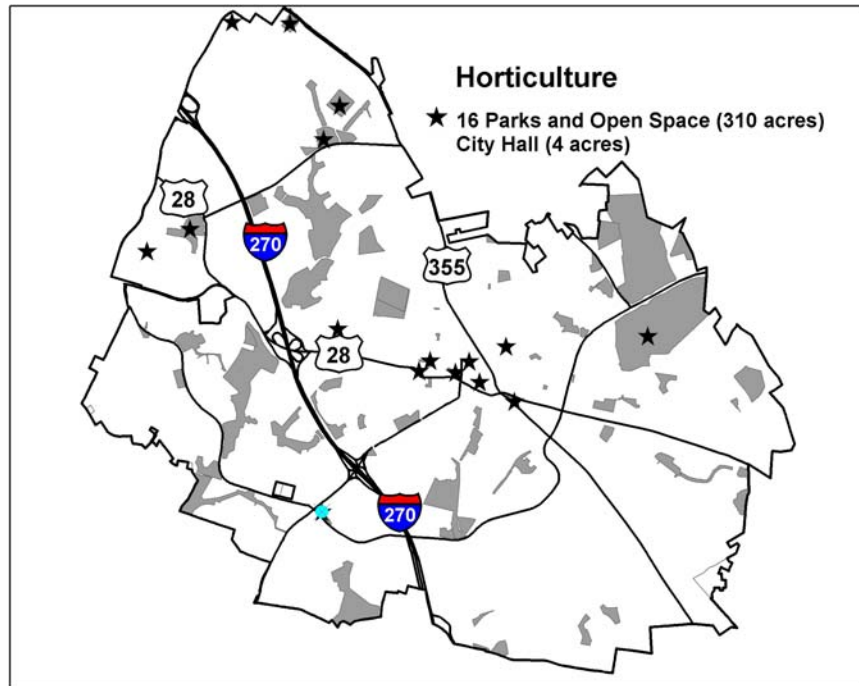 Horticulture
16 Parks and Open Space (310 acres)
City Hall (4 acres)
28
270
355
28
270